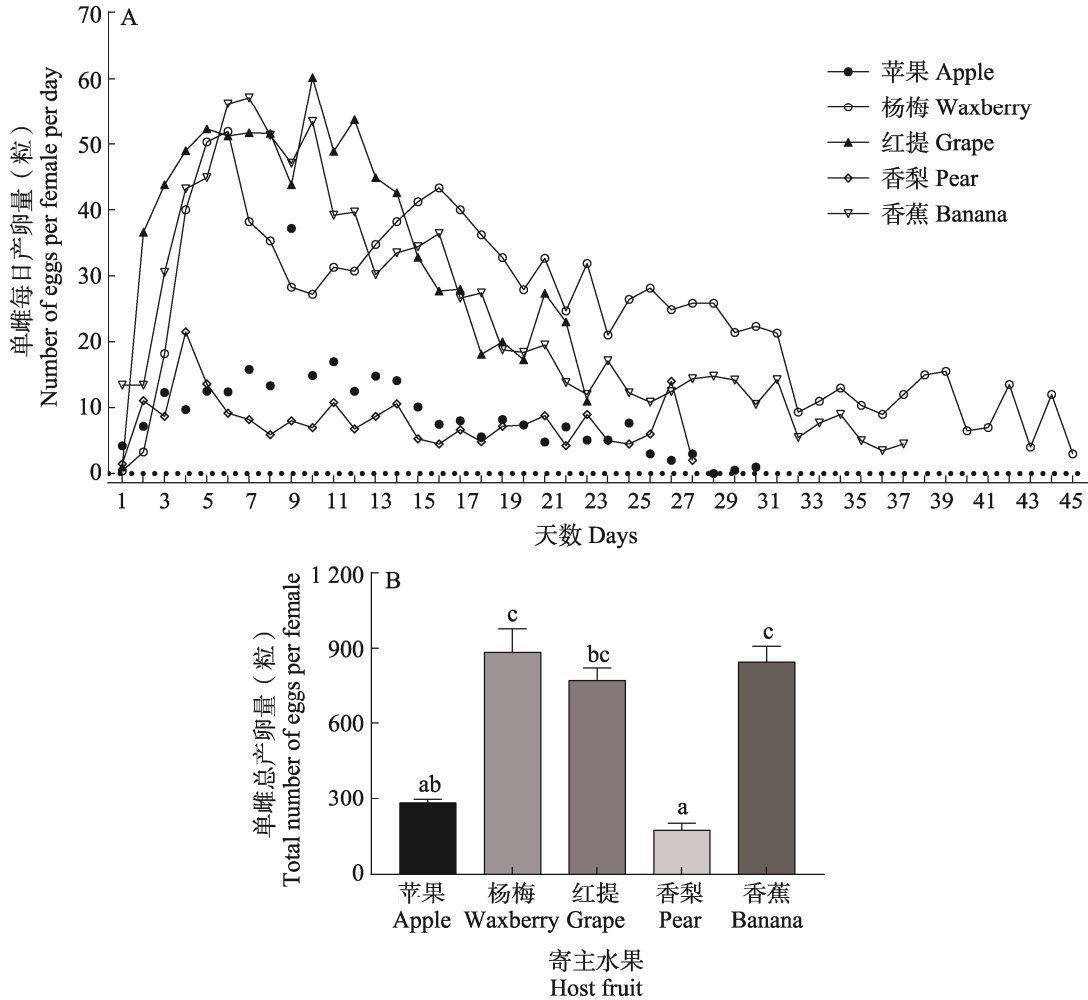 A
70
60
50
40
30
20
10
0
单雌每日产卵量（粒）
Number of eggs per female per day
苹果 Apple
杨梅 Waxberry
红提 Grape
香梨 Pear
香蕉 Banana
1 3 5 7 9 11 13 15 17 19 21 23 25 27 29 31 33 35 37 39 41 43 45
天数 Days
B
1 200
900
600
300
0
单雌总产卵量（粒）
Total number of eggs per female
ab c bc a c
苹果 杨梅 红提 香梨 香蕉
Apple Waxberry Grape Pear Banana
寄主水果
Host fruit